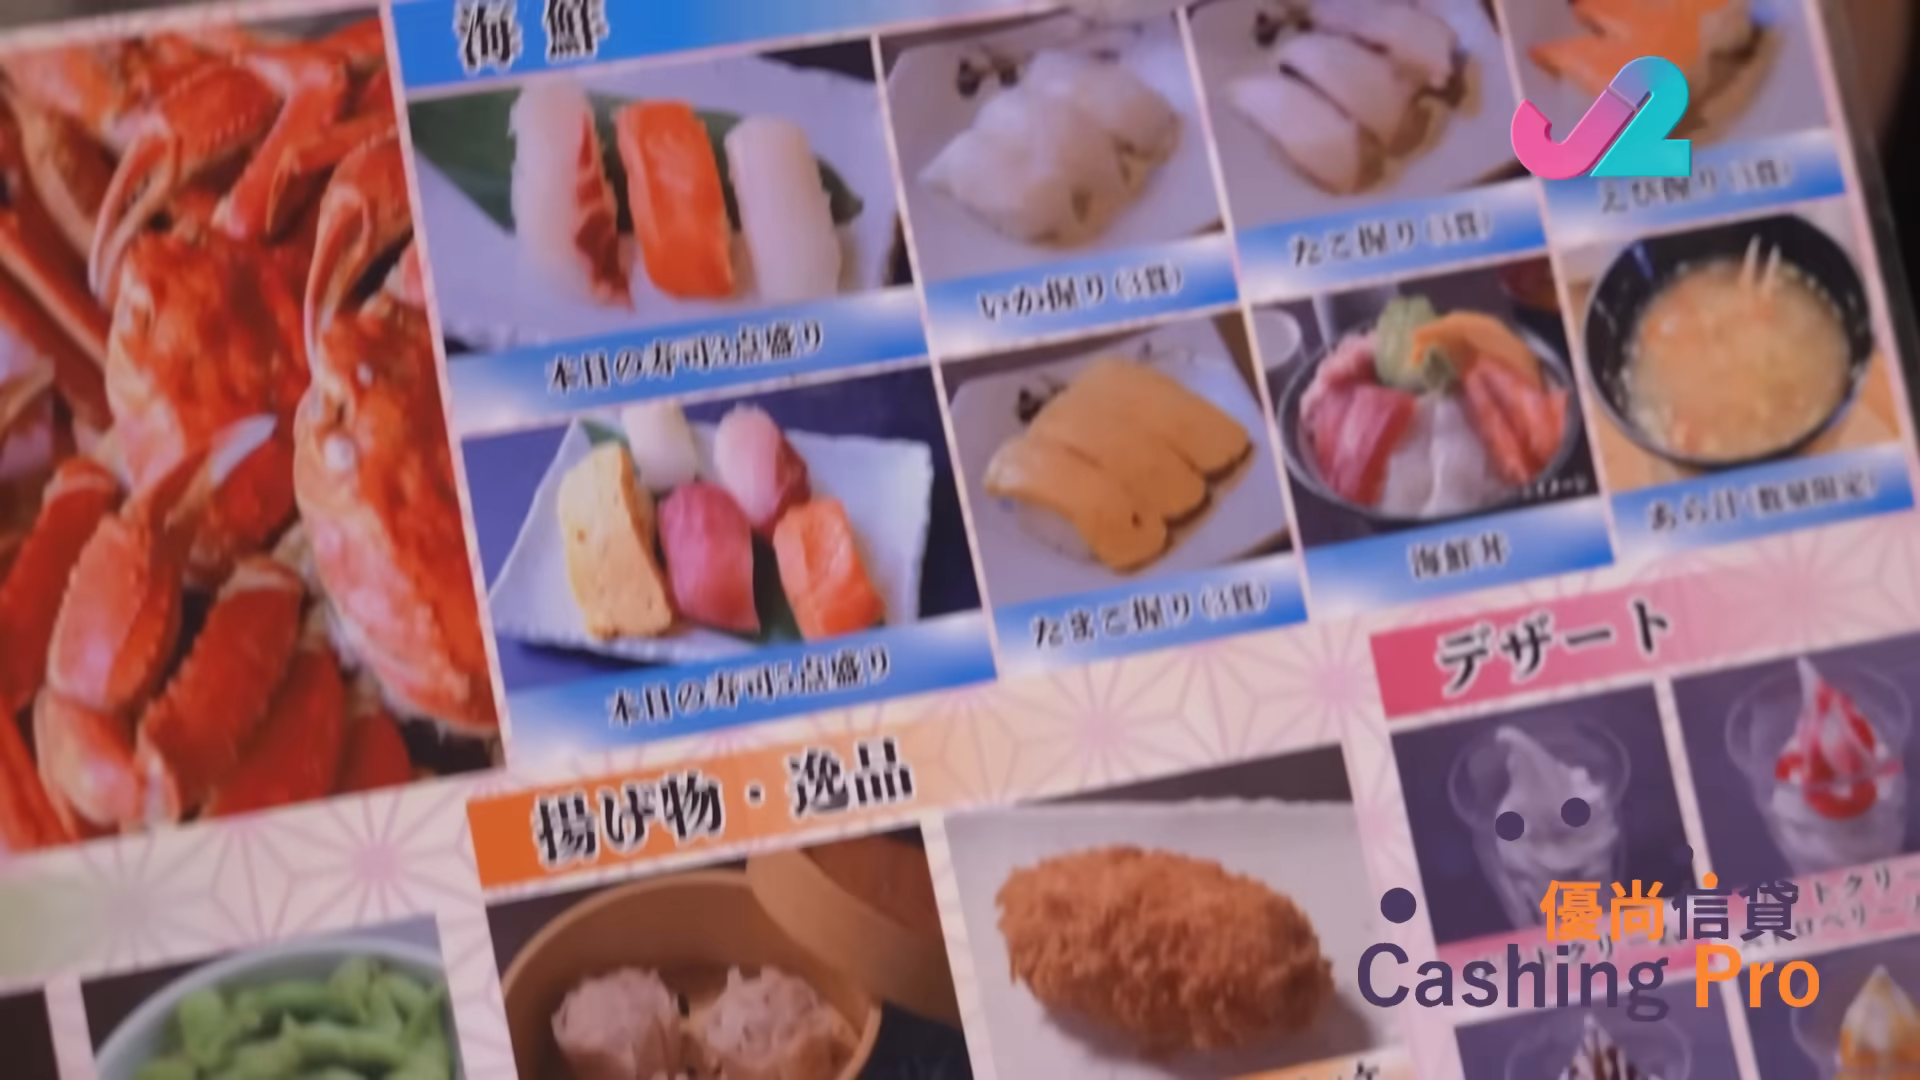 海鮮
J2
本日の寿司3点盛り
いか握り(3貫)
たこ握り(3貫)
えび握り(3貫)
本日の寿司5点盛り
たまご握り(3貫)
海鮮丼
あら汁(数量限定)
デザート
揚げ物・逸品
優尚信貸
Cashing Pro